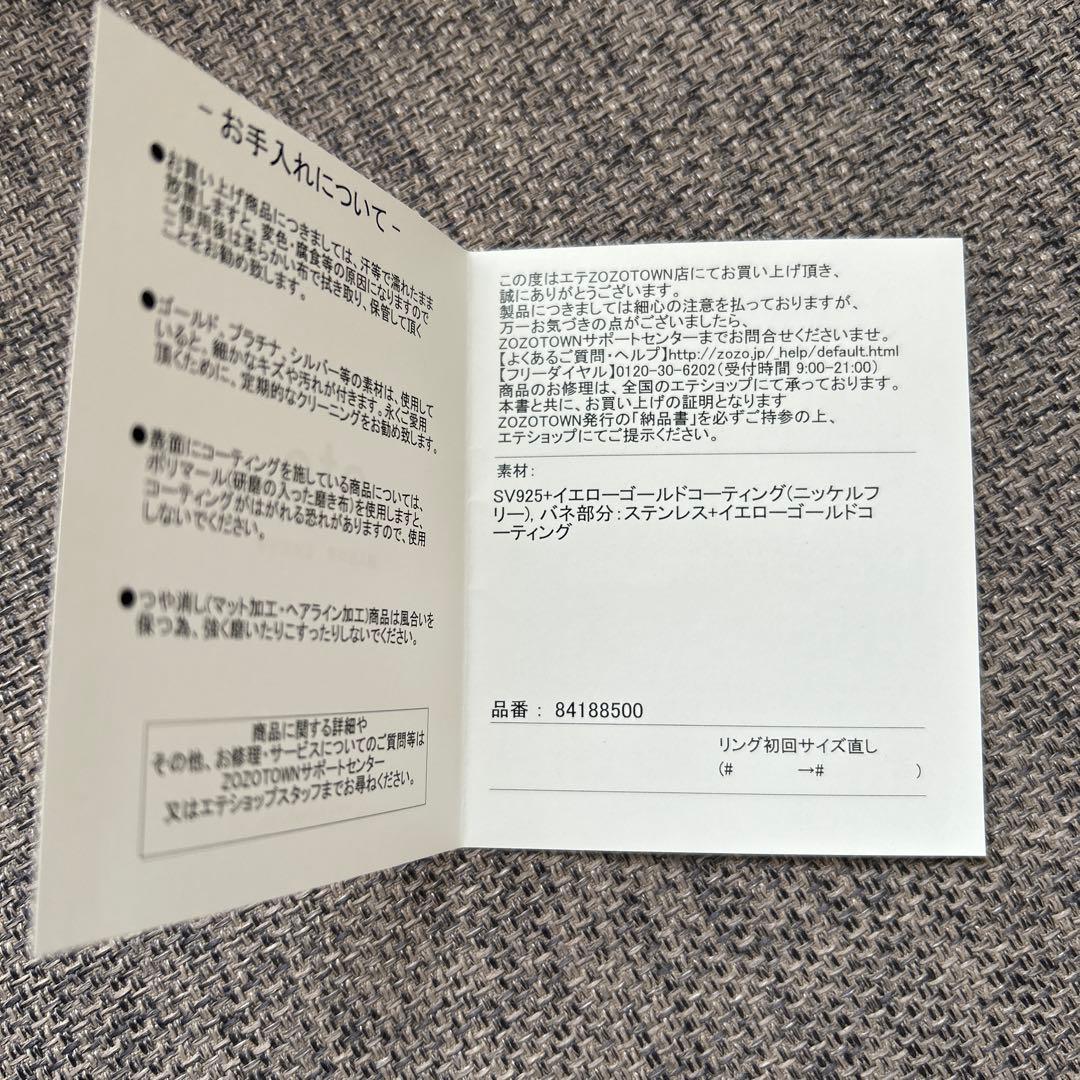 - お手入れについて -
●お買い上げ商品につきましては、汗等で濡れたまま
放置しますと、変色・腐食等の原因になりますので
ご使用後は柔らかい布で拭き取り、保管して頂く
ことをお勧め致します。
●ゴールド、プラチナ、シルバー等の素材は、使用して
いると、細かなキズや汚れが付きます。永くご愛用
頂くために、定期的なクリーニングをお勧め致します。
●表面にコーティングを施している商品については、
ポリマール(研磨の入った磨き布)を使用しますと、
コーティングがはがれる恐れがありますので、使用
しないでください。
●つや消し(マット加工・ヘアライン加工)商品は風合いを
保つ為、強く磨いたりこすったりしないでください。
商品に関する詳細や
その他、お修理・サービスについてのご質問等は
ZOZOTOWNサポートセンター
又はエテショップスタッフまでお尋ねください。
この度はエテZOZOTOWN店にてお買い上げ頂き、
誠にありがとうございます。
製品につきましては細心の注意を払っておりますが、
万一お気づきの点がございましたら、
ZOZOTOWNサポートセンターまでお問合せくださいませ。
【よくあるご質問・ヘルプ】http://zozo.jp/_help/default.html
【フリーダイヤル】0120-30-6202(受付時間 9:00-21:00)
商品のお修理は、全国のエテショップにて承っております。
本書と共に、お買い上げの証明となります
ZOZOTOWN発行の「納品書」を必ずご持参の上、
エテショップにてご提示ください。
素材:
SV925+イエローゴールドコーティング(ニッケルフ
リー), バネ部分:ステンレス+イエローゴールドコ
ーティング
品番 : 84188500
リング初回サイズ直し
(# →# )